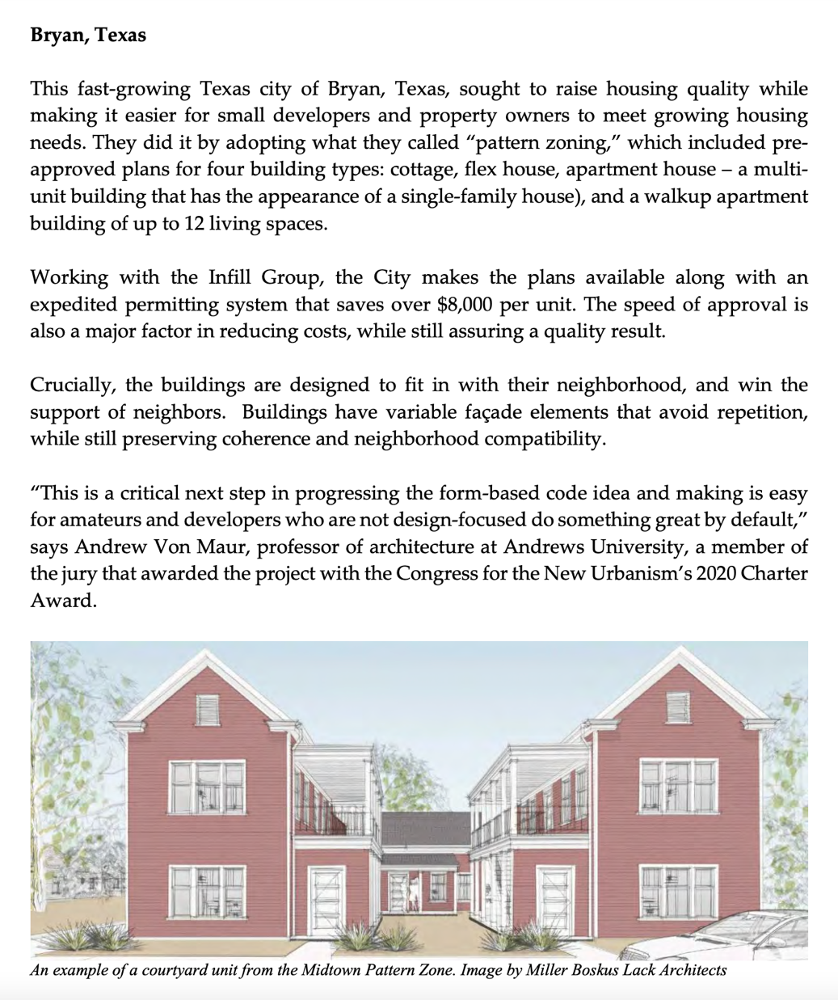 Bryan, Texas
This fast-growing Texas city of Bryan, Texas, sought to raise housing quality while
making it easier for small developers and property owners to meet growing housing
needs. They did it by adopting what they called “pattern zoning,” which included pre-
approved plans for four building types: cottage, flex house, apartment house – a multi-
unit building that has the appearance of a single-family house), and a walkup apartment
building of up to 12 living spaces.
Working with the Infill Group, the City makes the plans available along with an
expedited permitting system that saves over $8,000 per unit. The speed of approval is
also a major factor in reducing costs, while still assuring a quality result.
Crucially, the buildings are designed to fit in with their neighborhood, and win the
support of neighbors.  Buildings have variable façade elements that avoid repetition,
while still preserving coherence and neighborhood compatibility.
“This is a critical next step in progressing the form-based code idea and making is easy
for amateurs and developers who are not design-focused do something great by default,”
says Andrew Von Maur, professor of architecture at Andrews University, a member of
the jury that awarded the project with the Congress for the New Urbanism’s 2020 Charter
Award.
An example of a courtyard unit from the Midtown Pattern Zone. Image by Miller Boskus Lack Architects